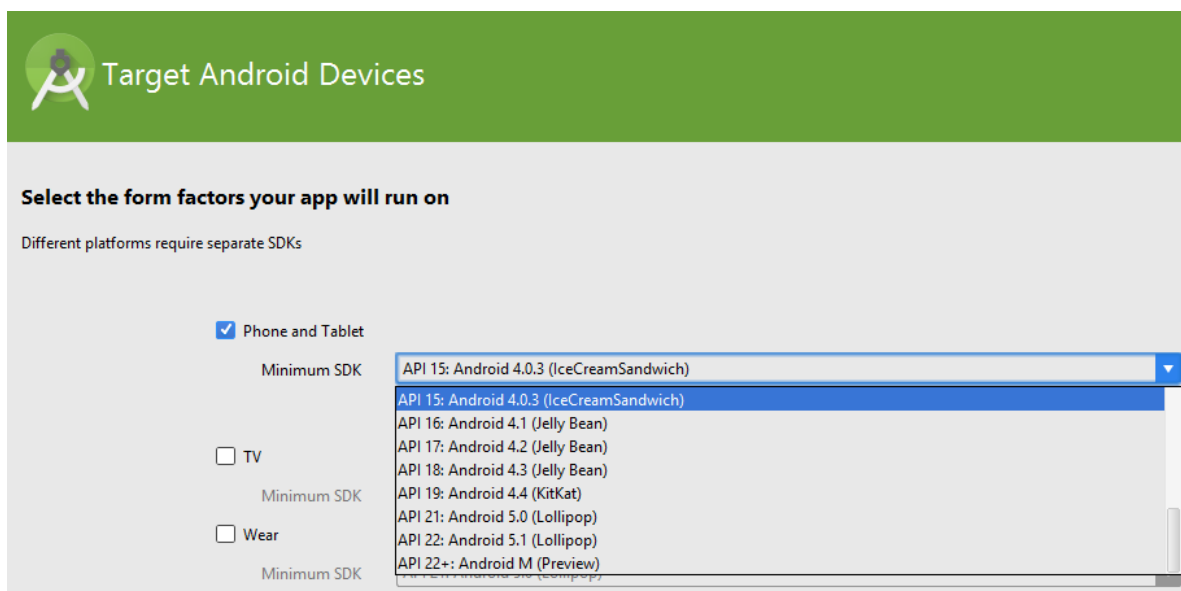 Target Android Devices
Select the form factors your app will run on
Different platforms require separate SDKs
Phone and Tablet
Minimum SDK
API 15: Android 4.0.3 (IceCreamSandwich)
API 15: Android 4.0.3 (IceCreamSandwich)
API 16: Android 4.1 (Jelly Bean)
API 17: Android 4.2 (Jelly Bean)
API 18: Android 4.3 (Jelly Bean)
TV
API 19: Android 4.4 (KitKat)
Minimum SDK
API 21: Android 5.0 (Lollipop)
Wear
API 22: Android 5.1 (Lollipop)
API 22+: Android M (Preview)
Minimum SDK